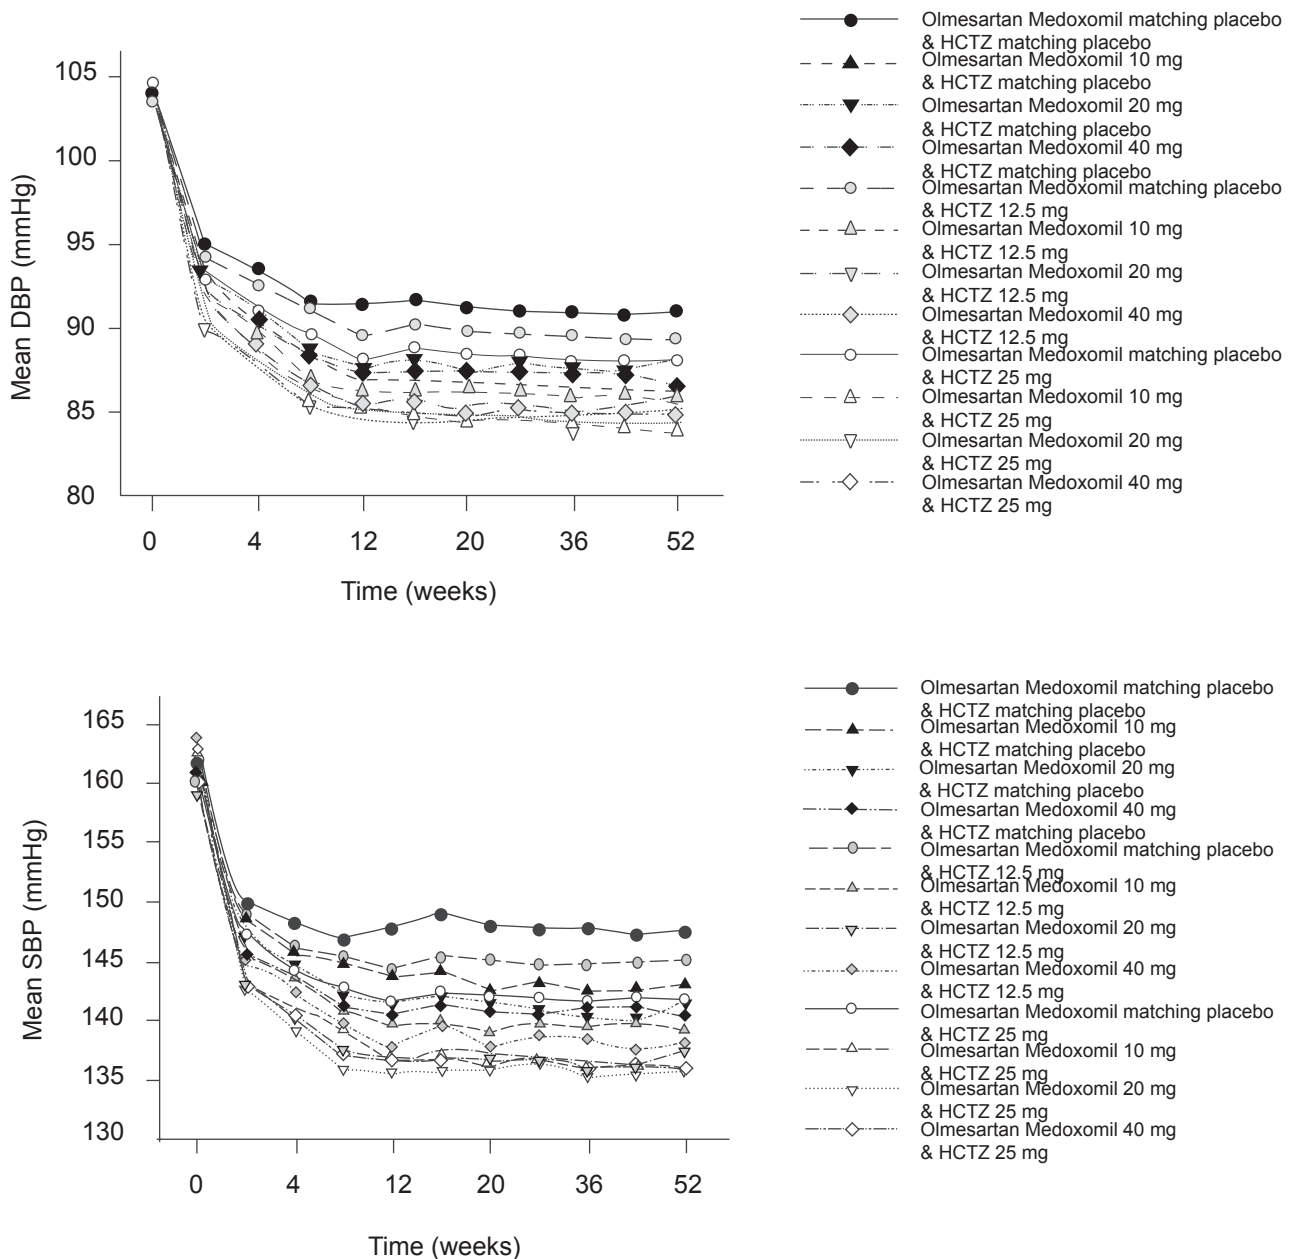 105
100
95
90
85
80
Mean DBP (mmHg)
0 4 12 20 36 52
Time (weeks)
Olmesartan Medoxomil matching placebo
& HCTZ matching placebo
Olmesartan Medoxomil 10 mg
& HCTZ matching placebo
Olmesartan Medoxomil 20 mg
& HCTZ matching placebo
Olmesartan Medoxomil 40 mg
& HCTZ matching placebo
Olmesartan Medoxomil matching placebo
& HCTZ 12.5 mg
Olmesartan Medoxomil 10 mg
& HCTZ 12.5 mg
Olmesartan Medoxomil 20 mg
& HCTZ 12.5 mg
Olmesartan Medoxomil 40 mg
& HCTZ 12.5 mg
Olmesartan Medoxomil matching placebo
& HCTZ 25 mg
Olmesartan Medoxomil 10 mg
& HCTZ 25 mg
Olmesartan Medoxomil 20 mg
& HCTZ 25 mg
Olmesartan Medoxomil 40 mg
& HCTZ 25 mg
165
160
155
150
145
140
135
130
Mean SBP (mmHg)
0 4 12 20 36 52
Time (weeks)
Olmesartan Medoxomil matching placebo
& HCTZ matching placebo
Olmesartan Medoxomil 10 mg
& HCTZ matching placebo
Olmesartan Medoxomil 20 mg
& HCTZ matching placebo
Olmesartan Medoxomil 40 mg
& HCTZ matching placebo
Olmesartan Medoxomil matching placebo
& HCTZ 12.5 mg
Olmesartan Medoxomil 10 mg
& HCTZ 12.5 mg
Olmesartan Medoxomil 20 mg
& HCTZ 12.5 mg
Olmesartan Medoxomil 40 mg
& HCTZ 12.5 mg
Olmesartan Medoxomil matching placebo
& HCTZ 25 mg
Olmesartan Medoxomil 10 mg
& HCTZ 25 mg
Olmesartan Medoxomil 20 mg
& HCTZ 25 mg
Olmesartan Medoxomil 40 mg
& HCTZ 25 mg